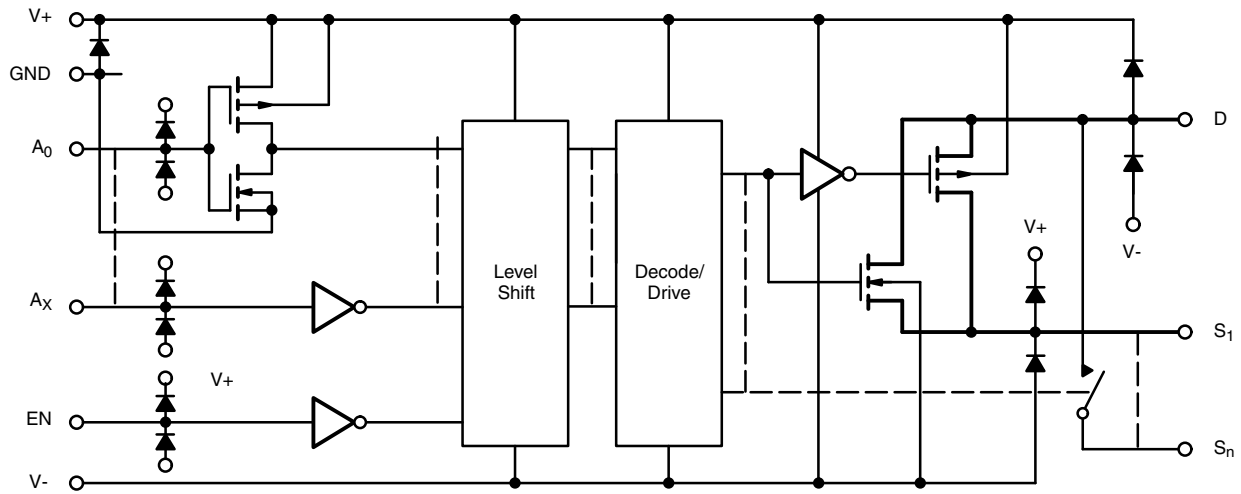 V+
GND
A0
AX
EN
V+
V-
Level
Shift
Decode/
Drive
D
V-
V+
S1
Sn